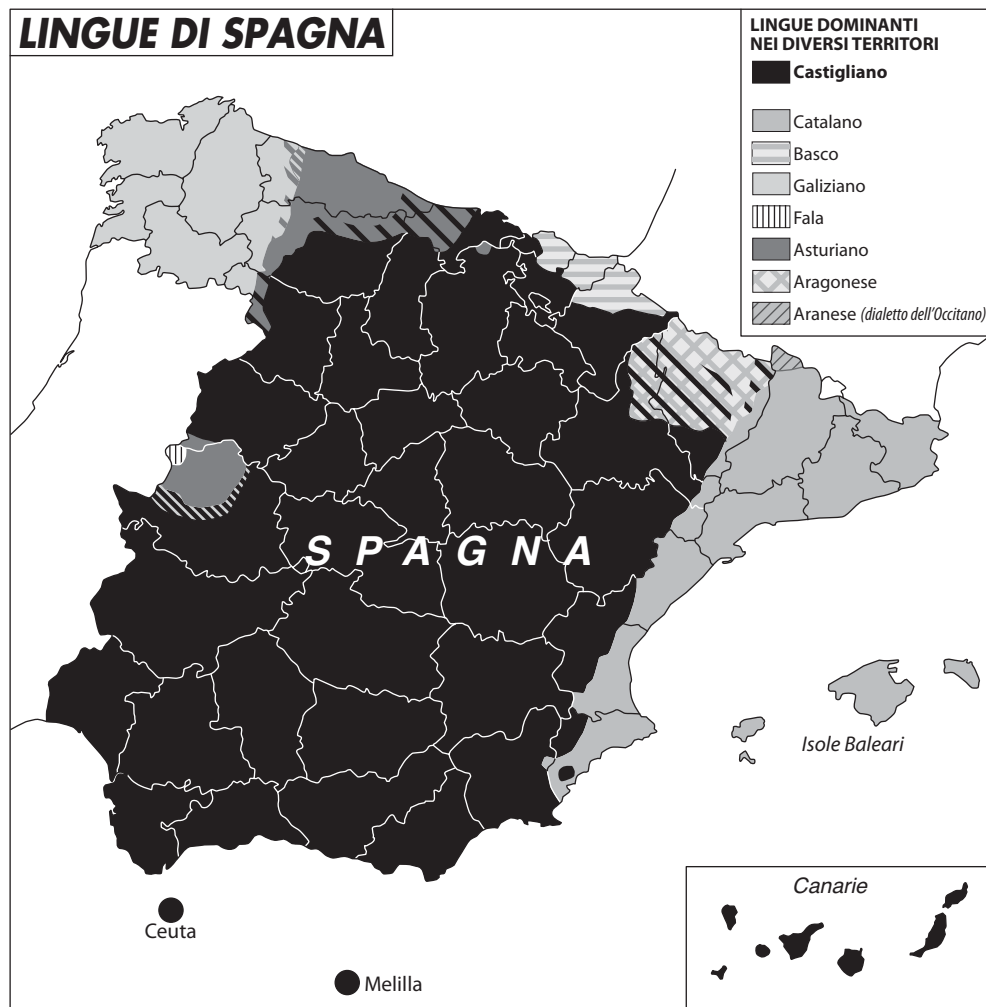 LINGUE DI SPAGNA
LINGUE DOMINANTI
NEI DIVERSI TERRITORI
Castigliano
Catalano
Basco
Galiziano
Fala
Asturiano
Aragonese
Aranese (dialetto dell'Occitano)
SPAGNA
Isole Baleari
Canarie
Ceuta
Melilla